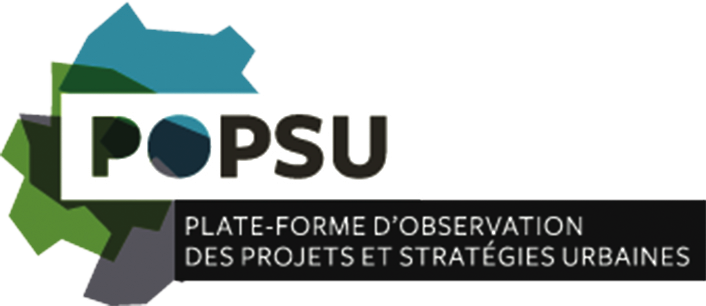 POPSU
PLATE-FORME D'OBSERVATION
DES PROJETS ET STRATÉGIES URBAINES